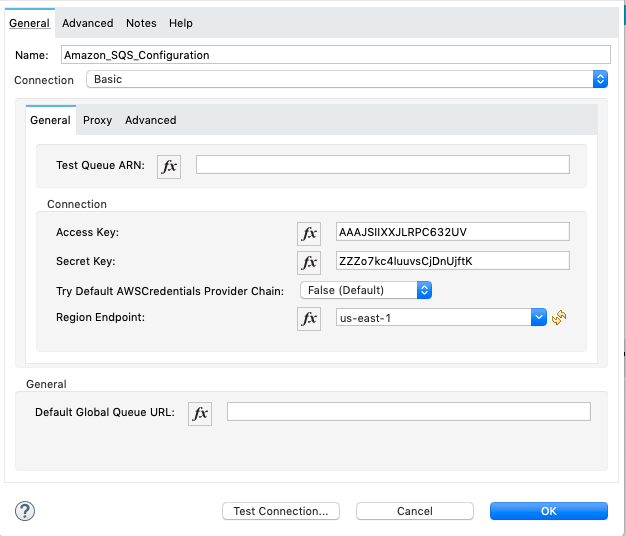 General Advanced Notes Help
Name: Amazon_SQS_Configuration
Connection Basic
General Proxy Advanced
Test Queue ARN: fx
Connection
Access Key: fx AAAJSIIXXJLRPC632UV
Secret Key: fx ZZZo7kc4luuvsCjDnUjftK
Try Default AWSCredentials Provider Chain: False (Default)
Region Endpoint: fx us-east-1
General
Default Global Queue URL: fx
? Test Connection... Cancel OK